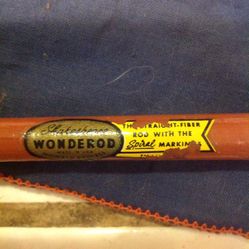 Shakespeare
WONDEROD
THE STRAIGHT-FIBER
ROD WITH THE
Spiral MARKINGS